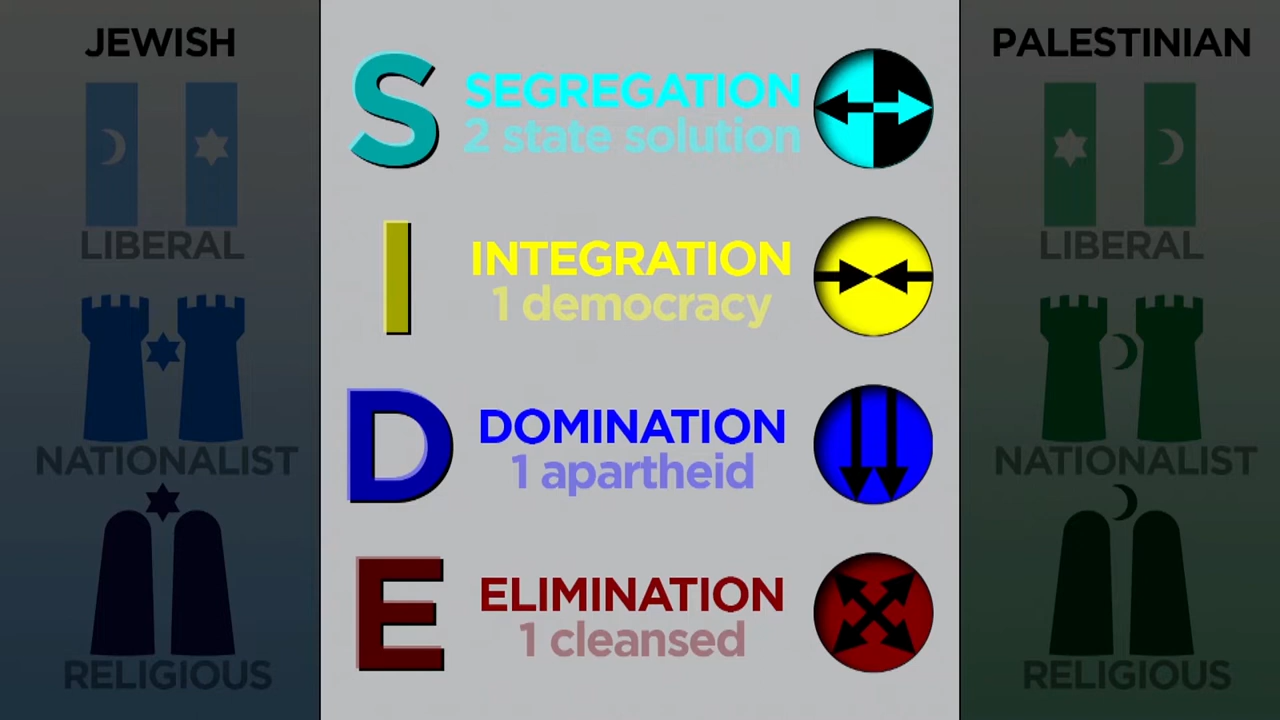 JEWISH
LIBERAL
NATIONALIST
RELIGIOUS
S
SEGREGATION
2 state solution
I
INTEGRATION
1 democracy
D
DOMINATION
1 apartheid
E
ELIMINATION
1 cleansed
PALESTINIAN
LIBERAL
NATIONALIST
RELIGIOUS